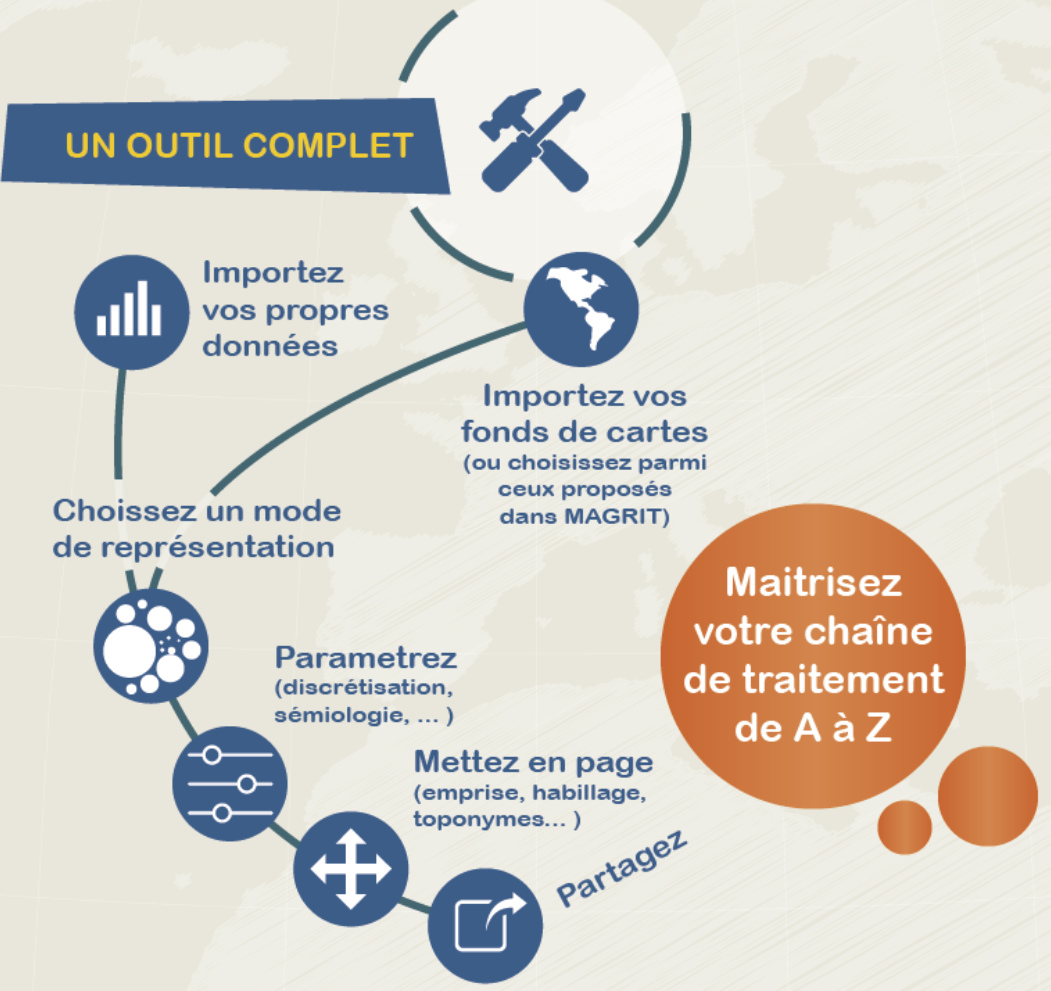 UN OUTIL COMPLET
Importez
vos propres
données
Importez vos
fonds de cartes
(ou choisissez parmi
ceux proposés
dans MAGRIT)
Choissez un mode
de représentation
Parametrez
(discrétisation,
sémiologie, ... )
Mettez en page
(emprise, habillage,
toponymes... )
Partagez
Maitrisez
votre chaîne
de traitement
de A à Z